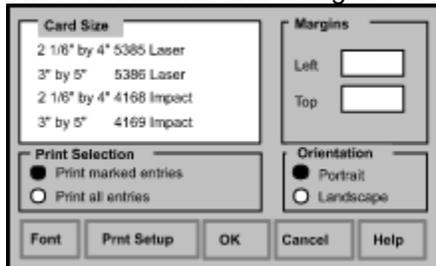 Card Size
2 1/6" by 4" 5385 Laser
3" by 5" 5386 Laser
2 1/6" by 4" 4168 Impact
3" by 5" 4169 Impact
Margins
Left
Top
Print Selection
Print marked entries
Print all entries
Orientation
Portrait
Landscape
Font Prnt Setup OK Cancel Help